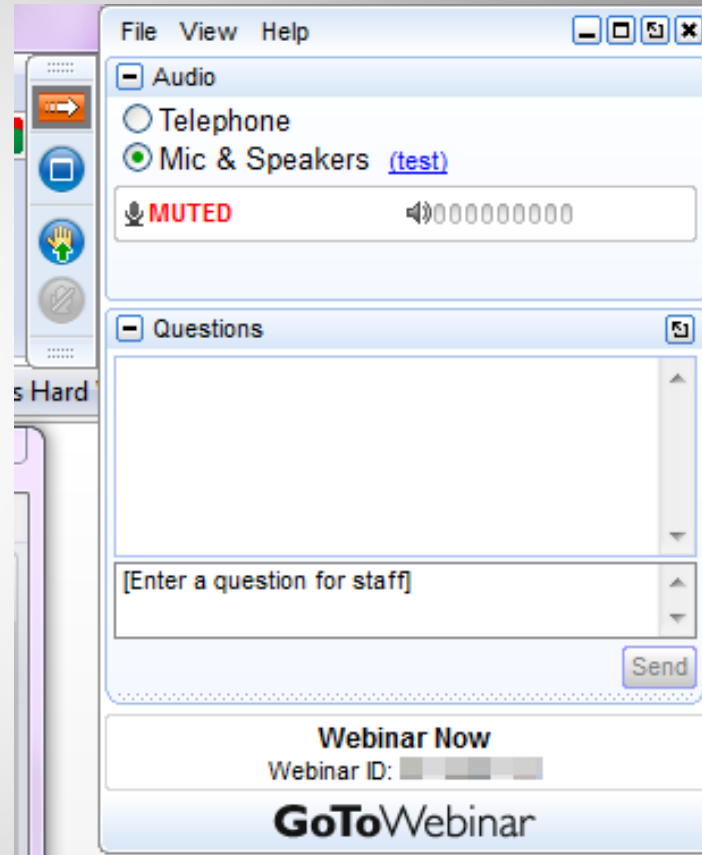 File View Help
Audio
Telephone
Mic & Speakers (test)
MUTED
Questions
s Hard
[Enter a question for staff]
Send
Webinar Now
Webinar ID:
GoToWebinar